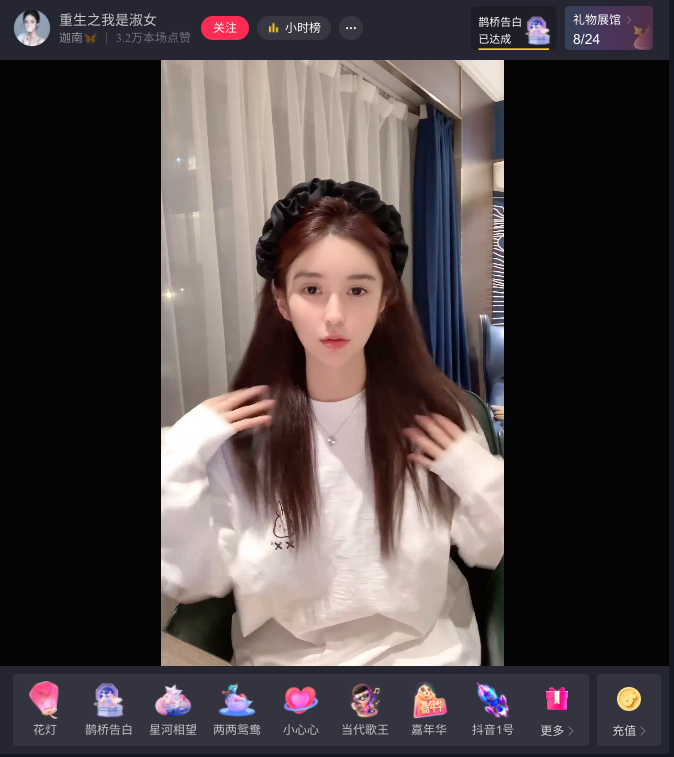 重生之我是淑女
迦南 | 3.2万本场点赞
关注
小时榜
鹊桥告白
已达成
礼物展馆
8/24
花灯
鹊桥告白
星河相望
两两鸳鸯
小心心
当代歌王
嘉年华
抖音1号
更多
充值